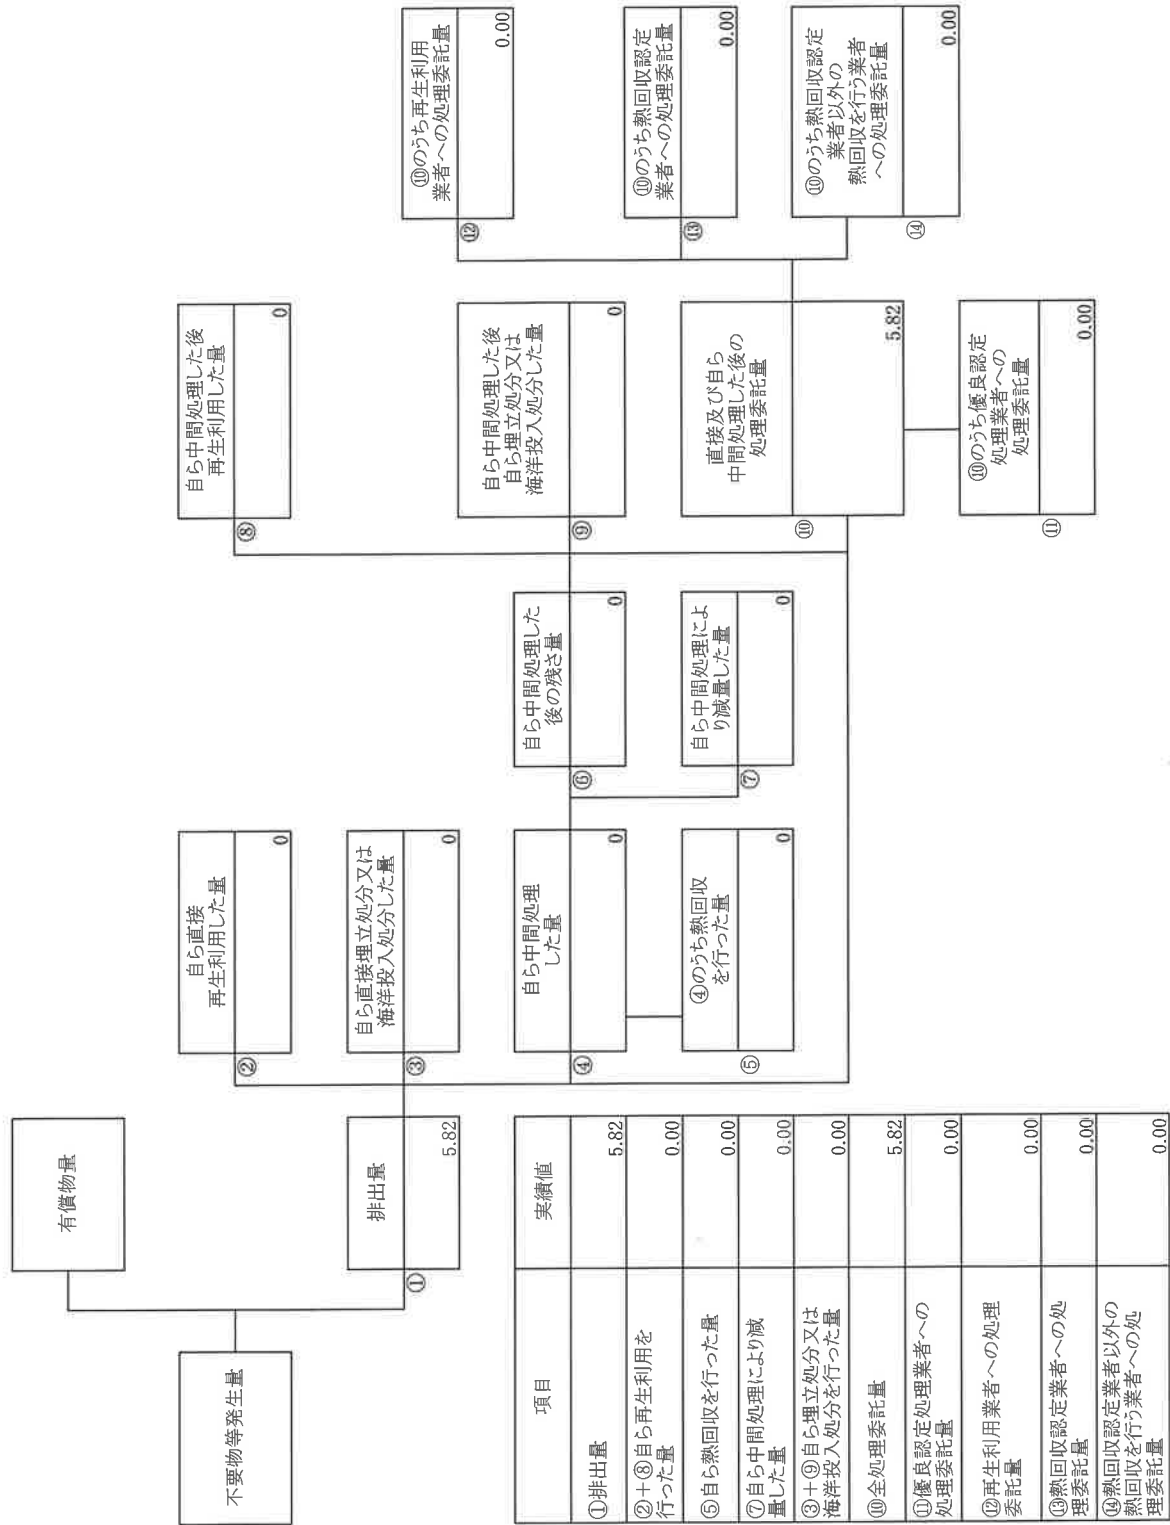 不要物等発生量
有償物量
排出量
①
5.82
自ら直接
再生利用した量
②
0
自ら直接埋立処分又は
海洋投入処分した量
③
0
自ら中間処理
した量
④
0
④のうち熱回収
を行った量
⑤
0
自ら中間処理した
後の残さ量
⑥
0
自ら中間処理によ
り減量した量
⑦
0
自ら中間処理した後
再生利用した量
⑧
0
自ら中間処理した後
自ら埋立処分又は
海洋投入処分した量
⑨
0
直接及び自ら
中間処理した後の
処理委託量
⑩
5.82
⑩のうち優良認定
処理業者への
処理委託量
⑪
0.00
⑩のうち再生利用
業者への処理委託量
⑫
0.00
⑩のうち熱回収認定
業者への処理委託量
⑬
0.00
⑩のうち熱回収認定
業者以外の
熱回収を行う業者
への処理委託量
⑭
0.00
項目 実績値
①排出量 5.82
②+⑧自ら再生利用を
行った量 0.00
⑤自ら熱回収を行った量 0.00
⑦自ら中間処理により減
量した量 0.00
③+⑨自ら埋立処分又は
海洋投入処分を行った量 0.00
⑩全処理委託量 5.82
⑪優良認定処理業者への
処理委託量 0.00
⑫再生利用業者への処理
委託量 0.00
⑬熱回収認定業者への処
理委託量 0.00
⑭熱回収認定業者以外の
熱回収を行う業者への処
理委託量 0.00